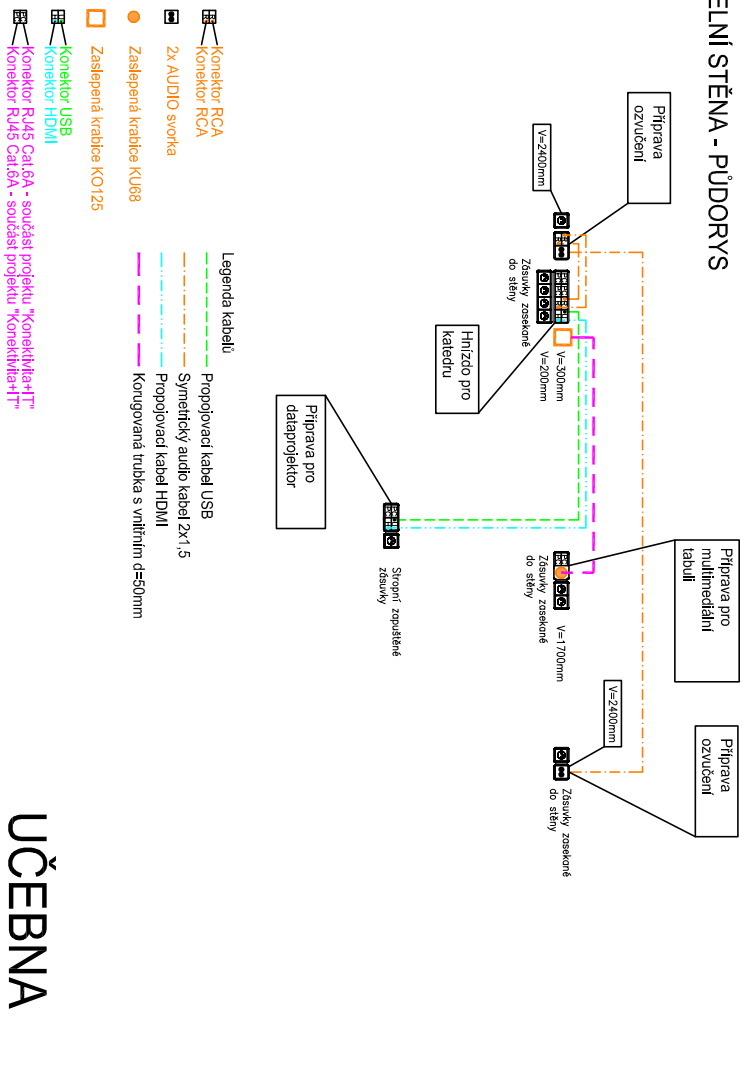 ELNÍ STĚNA - PŮDORYS
Příprava
ozvučení
V=2400mm
Zásuvky zasekané
do stěny
V=300mm
V=200mm
Hnízdo pro
katedru
Příprava pro
multimediální
tabuli
Zásuvky zasekané
do stěny
V=1700mm
Příprava
ozvučení
V=2400mm
Zásuvky zasekané
do stěny
Příprava pro
dataprojektor
Stropní zapuštěné
zásuvky
Legenda kabelů
Propojovací kabel USB
Symetrický audio kabel 2x1,5
Propojovací kabel HDMI
Korugovaná trubka s vnitřním d=50mm
Konektor RCA
Konektor RCA
2x AUDIO svorka
Zaslepená krabice KU68
Zaslepená krabice KO125
Konektor USB
Konektor HDMI
Konektor RJ45 Cat.6A - součást projektu "Konektivita+IT"
Konektor RJ45 Cat.6A - součást projektu "Konektivita+IT"
UČEBNA